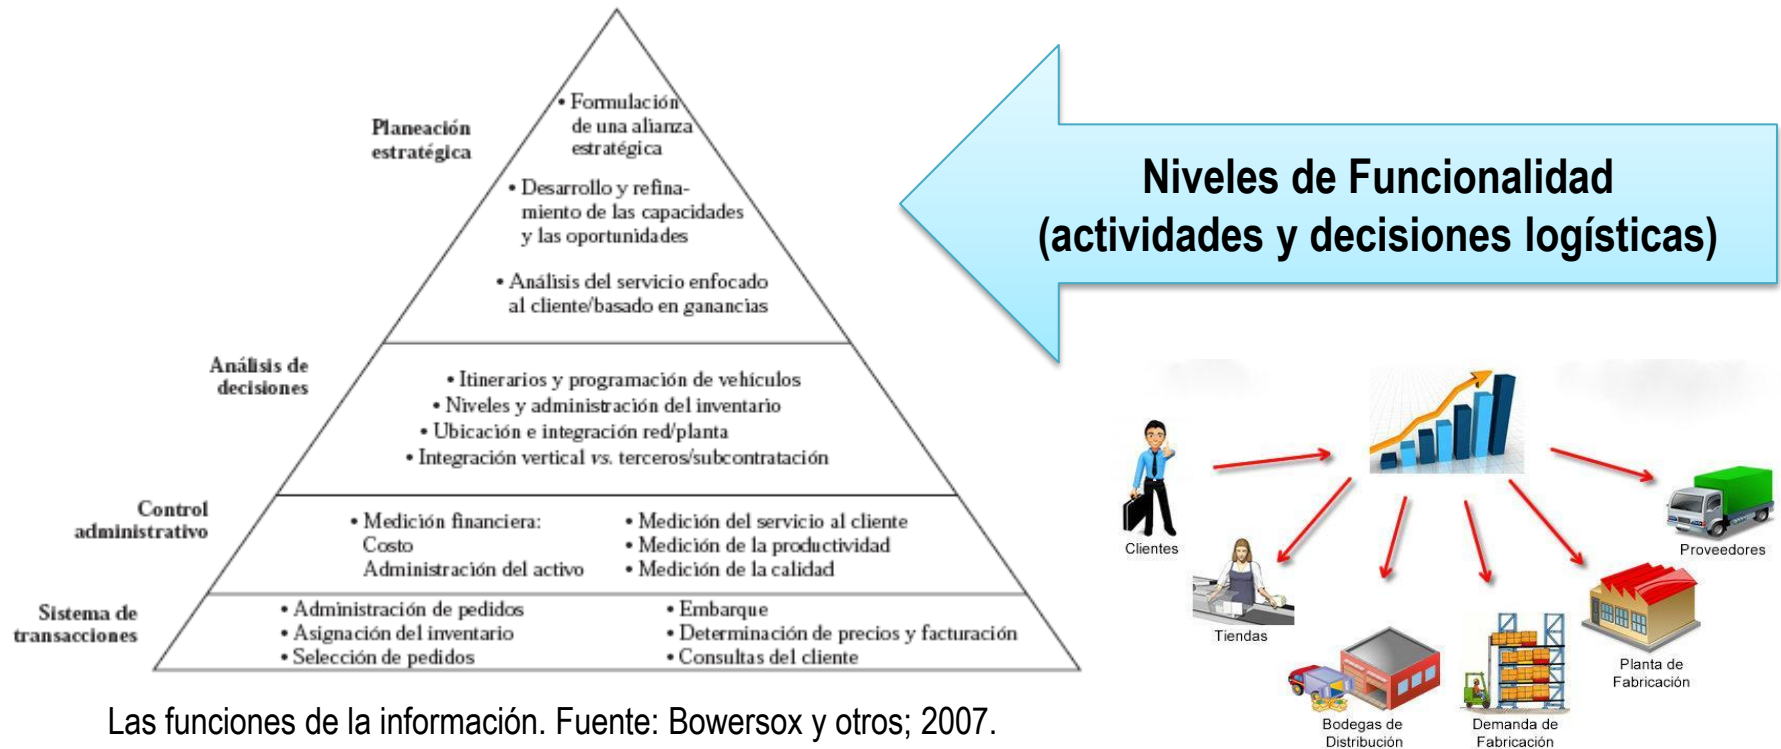 Planeación
estratégica
• Formulación
de una alianza
estratégica
• Desarrollo y refina-
miento de las capacidades
y las oportunidades
• Análisis del servicio enfocado
al cliente/basado en ganancias
Análisis de
decisiones
• Itinerarios y programación de vehículos
• Niveles y administración del inventario
• Ubicación e integración red/planta
• Integración vertical vs. terceros/subcontratación
Control
administrativo
• Medición financiera:
Costo
Administración del activo
• Medición del servicio al cliente
• Medición de la productividad
• Medición de la calidad
Sistema de
transacciones
• Administración de pedidos
• Asignación del inventario
• Selección de pedidos
• Embarque
• Determinación de precios y facturación
• Consultas del cliente
Las funciones de la información. Fuente: Bowersox y otros; 2007.
Niveles de Funcionalidad
(actividades y decisiones logísticas)
Clientes
Proveedores
Tiendas
Planta de
Fabricación
Bodegas de
Distribución
Demanda de
Fabricación